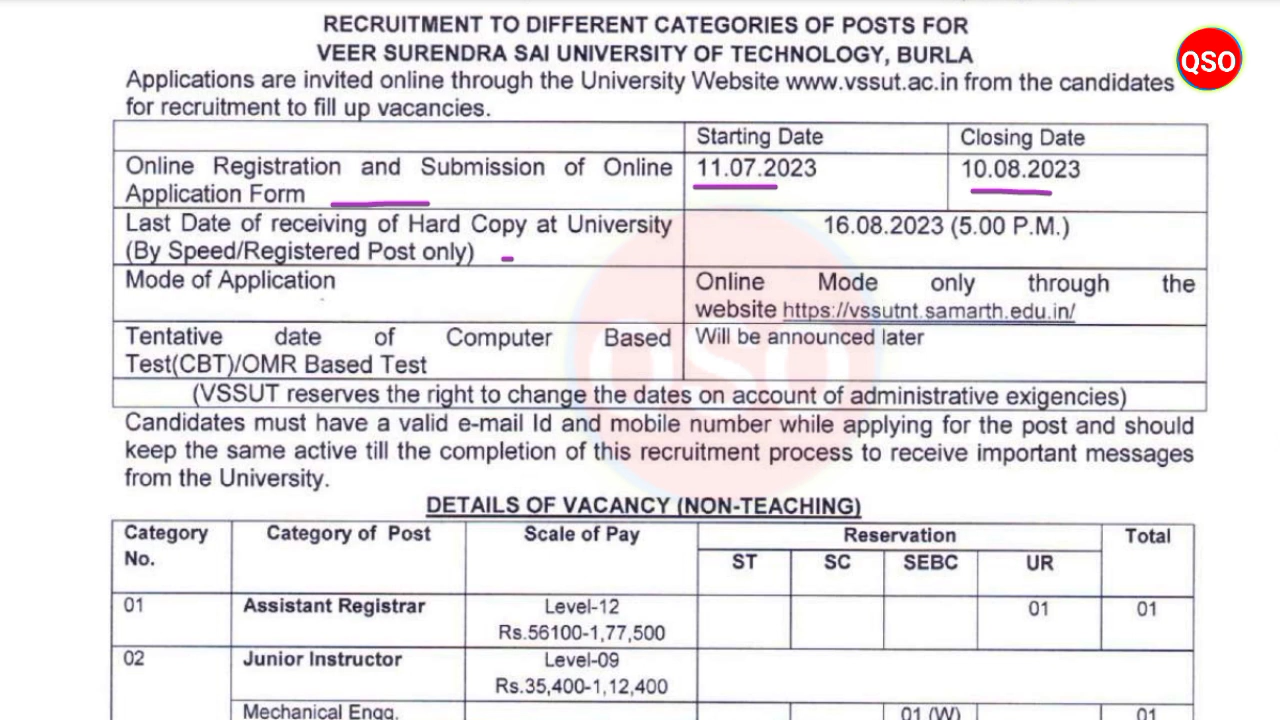 RECRUITMENT TO DIFFERENT CATEGORIES OF POSTS FOR
VEER SURENDRA SAI UNIVERSITY OF TECHNOLOGY, BURLA
QSO
Applications are invited online through the University Website www.vssut.ac.in from the candidates
for recruitment to fill up vacancies.
Starting Date Closing Date
Online Registration and Submission of Online 11.07.2023 10.08.2023
Application Form
Last Date of receiving of Hard Copy at University 16.08.2023 (5.00 P.M.)
(By Speed/Registered Post only)
Mode of Application Online Mode only through the
website https://vssutnt.samarth.edu.in/
Tentative date of Computer Based Will be announced later
Test(CBT)/OMR Based Test
QSO
(VSSUT reserves the right to change the dates on account of administrative exigencies)
Candidates must have a valid e-mail Id and mobile number while applying for the post and should
keep the same active till the completion of this recruitment process to receive important messages
from the University.
DETAILS OF VACANCY (NON-TEACHING)
Category Category of Post Scale of Pay Reservation Total
No. ST SC SEBC UR
01 Assistant Registrar Level-12 01 01
Rs.56100-1,77,500
02 Junior Instructor Level-09
Rs.35,400-1,12,400
Mechanical Engg. 01 (W) 01